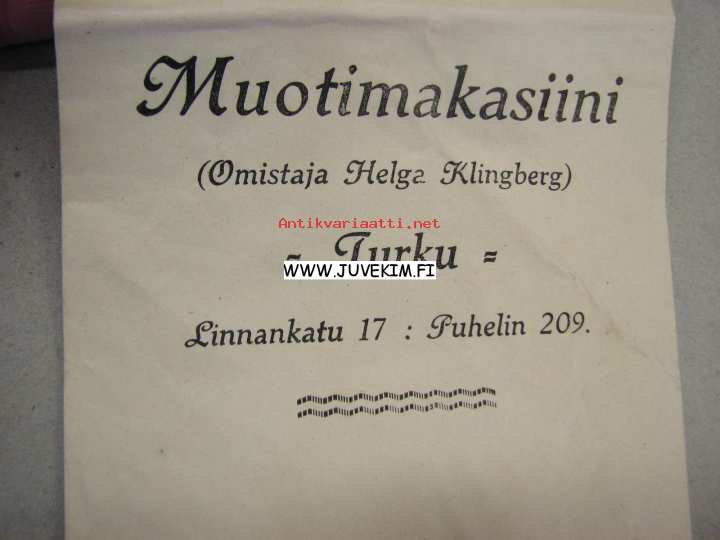 Muotimakasiini
(Omistaja Helga Klingberg)
Antikvariaatti.net
- Turku =
WWW.JUVEKIM.FI
Linnankatu 17 : Puhelin 209.